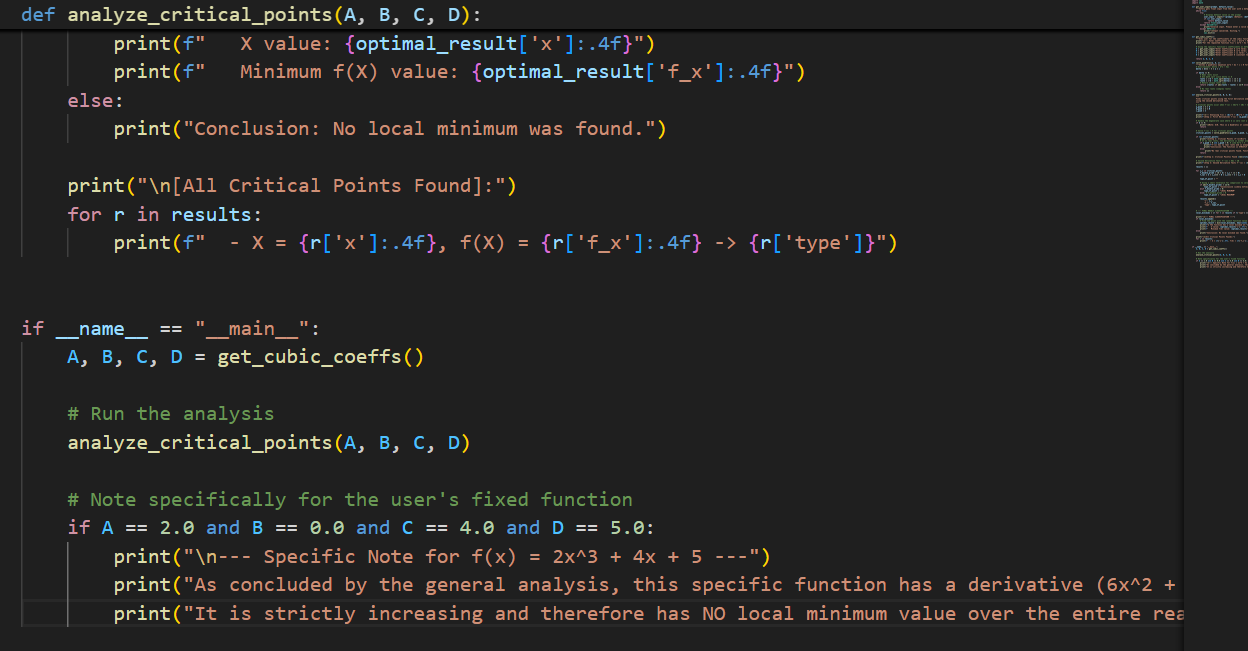 def analyze_critical_points(A, B, C, D):
        print(f"   X value: {optimal_result['x']:.4f}")
        print(f"   Minimum f(X) value: {optimal_result['f_x']:.4f}")
    else:
        print("Conclusion: No local minimum was found.")

    print("\n[All Critical Points Found]:")
    for r in results:
        print(f"  - X = {r['x']:.4f}, f(X) = {r['f_x']:.4f} -> {r['type']}")


if __name__ == "__main__":
    A, B, C, D = get_cubic_coeffs()

    # Run the analysis
    analyze_critical_points(A, B, C, D)

    # Note specifically for the user's fixed function
    if A == 2.0 and B == 0.0 and C == 4.0 and D == 5.0:
        print("\n--- Specific Note for f(x) = 2x^3 + 4x + 5 ---")
        print("As concluded by the general analysis, this specific function has a derivative (6x^2 +
        print("It is strictly increasing and therefore has NO local minimum value over the entire rea